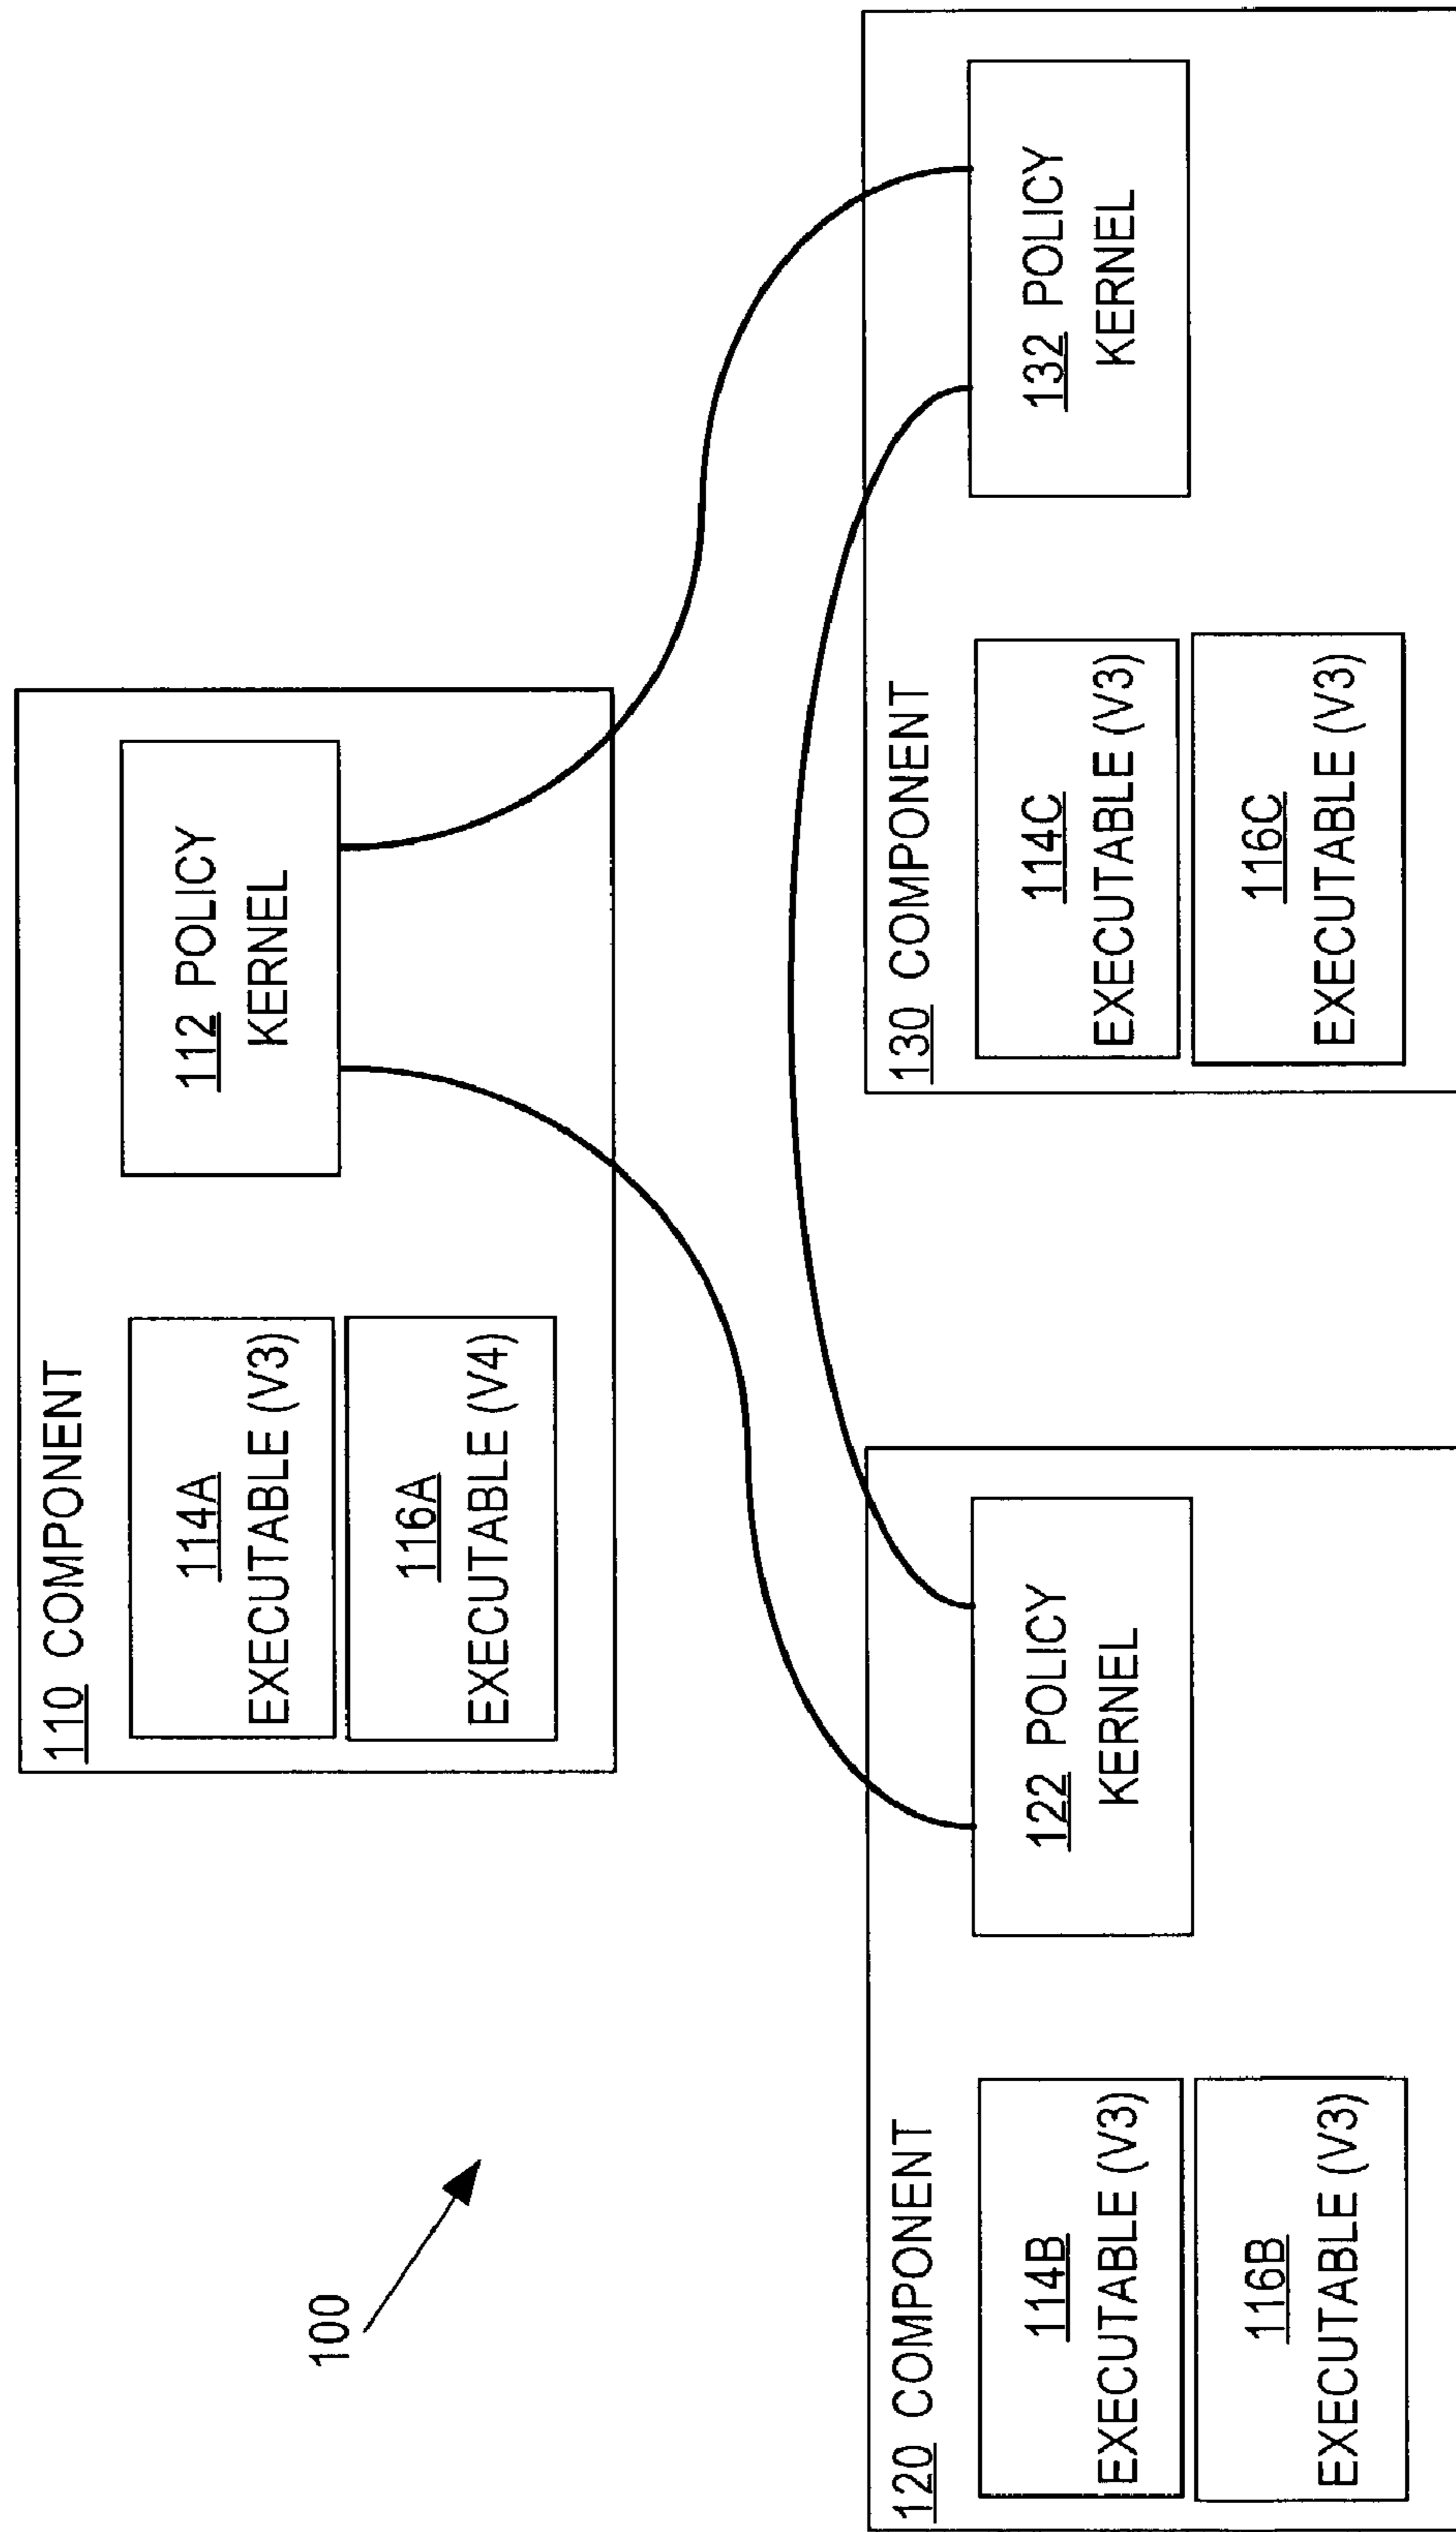 100
110 COMPONENT
114A
EXECUTABLE (V3)
116A
EXECUTABLE (V4)
112 POLICY
KERNEL
120 COMPONENT
114B
EXECUTABLE (V3)
116B
EXECUTABLE (V3)
122 POLICY
KERNEL
130 COMPONENT
114C
EXECUTABLE (V3)
116C
EXECUTABLE (V3)
132 POLICY
KERNEL